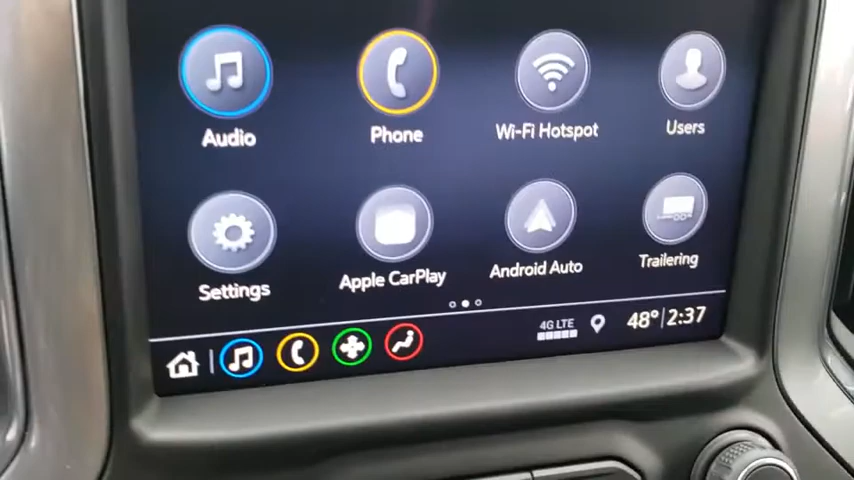 Audio Phone Wi-Fi Hotspot Users
Settings Apple CarPlay Android Auto Trailering
4G LTE 48° 2:37